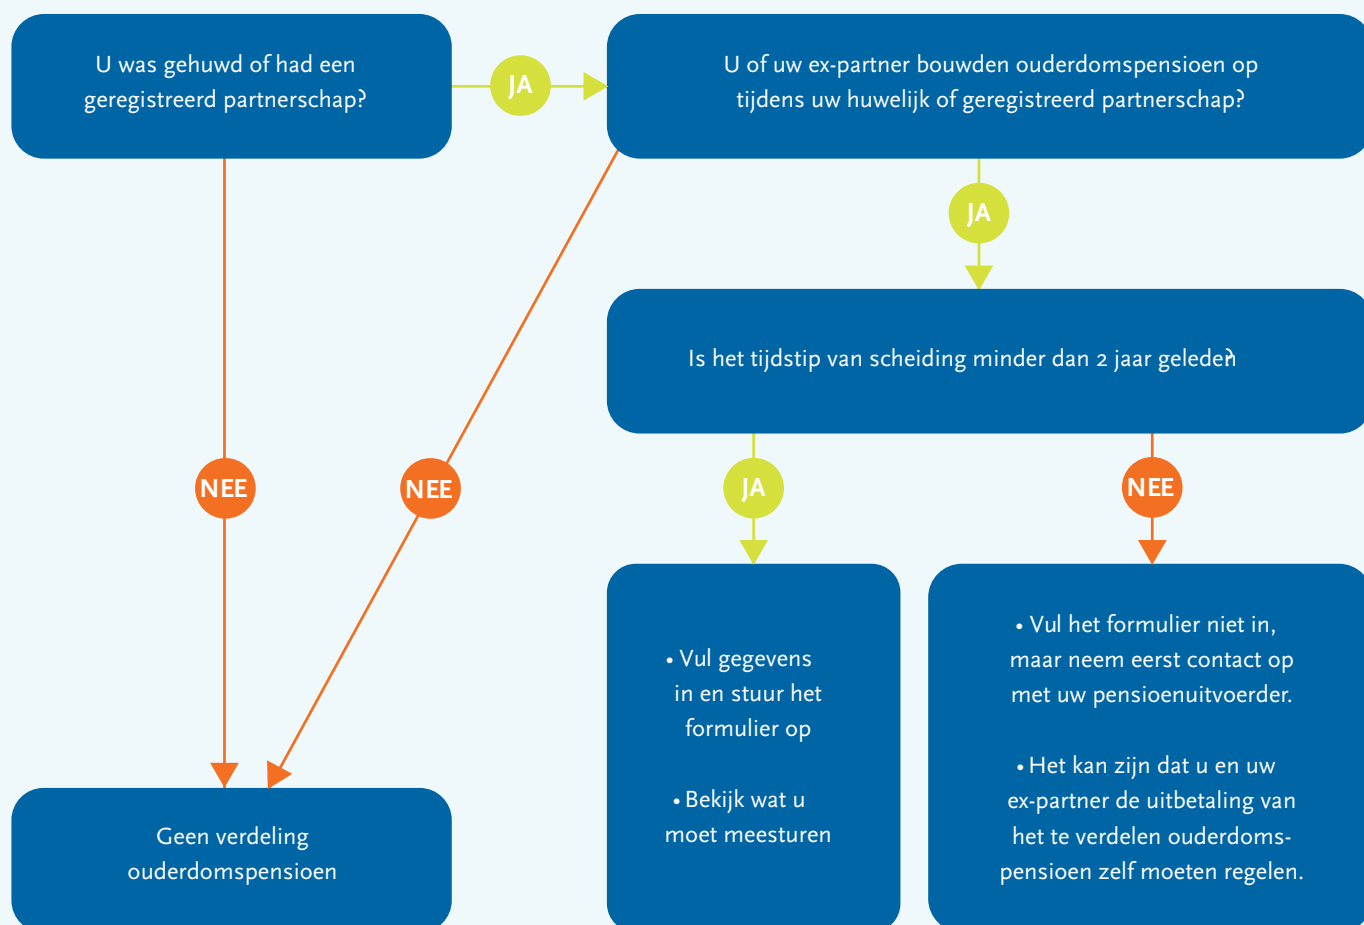 U was gehuwd of had een
geregistreerd partnerschap?
JA
U of uw ex-partner bouwden ouderdomspensioen op
tijdens uw huwelijk of geregistreerd partnerschap?
JA
Is het tijdstip van scheiding minder dan 2 jaar geleden?
NEE
NEE
JA
NEE
• Vul gegevens
in en stuur het
formulier op
• Bekijk wat u
moet meesturen
• Vul het formulier niet in,
maar neem eerst contact op
met uw pensioenuitvoerder.
• Het kan zijn dat u en uw
ex-partner de uitbetaling van
het te verdelen ouderdoms-
pensioen zelf moeten regelen.
Geen verdeling
ouderdomspensioen